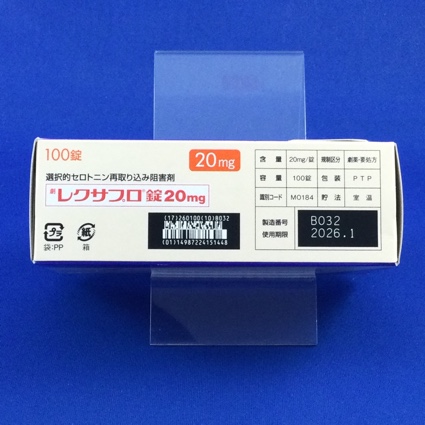 100錠
20mg
選択的セロトニン再取り込み阻害剤
劇 レクサプロ®錠20mg
(17)260100(10)B032
(01)14987224151448
プラ
袋:PP
紙
箱
含量 20mg/錠 規制区分 劇薬・要処方
容量 100錠 包装 PTP
識別コード M0184 貯法 室温
製造番号 B032
使用期限 2026.1